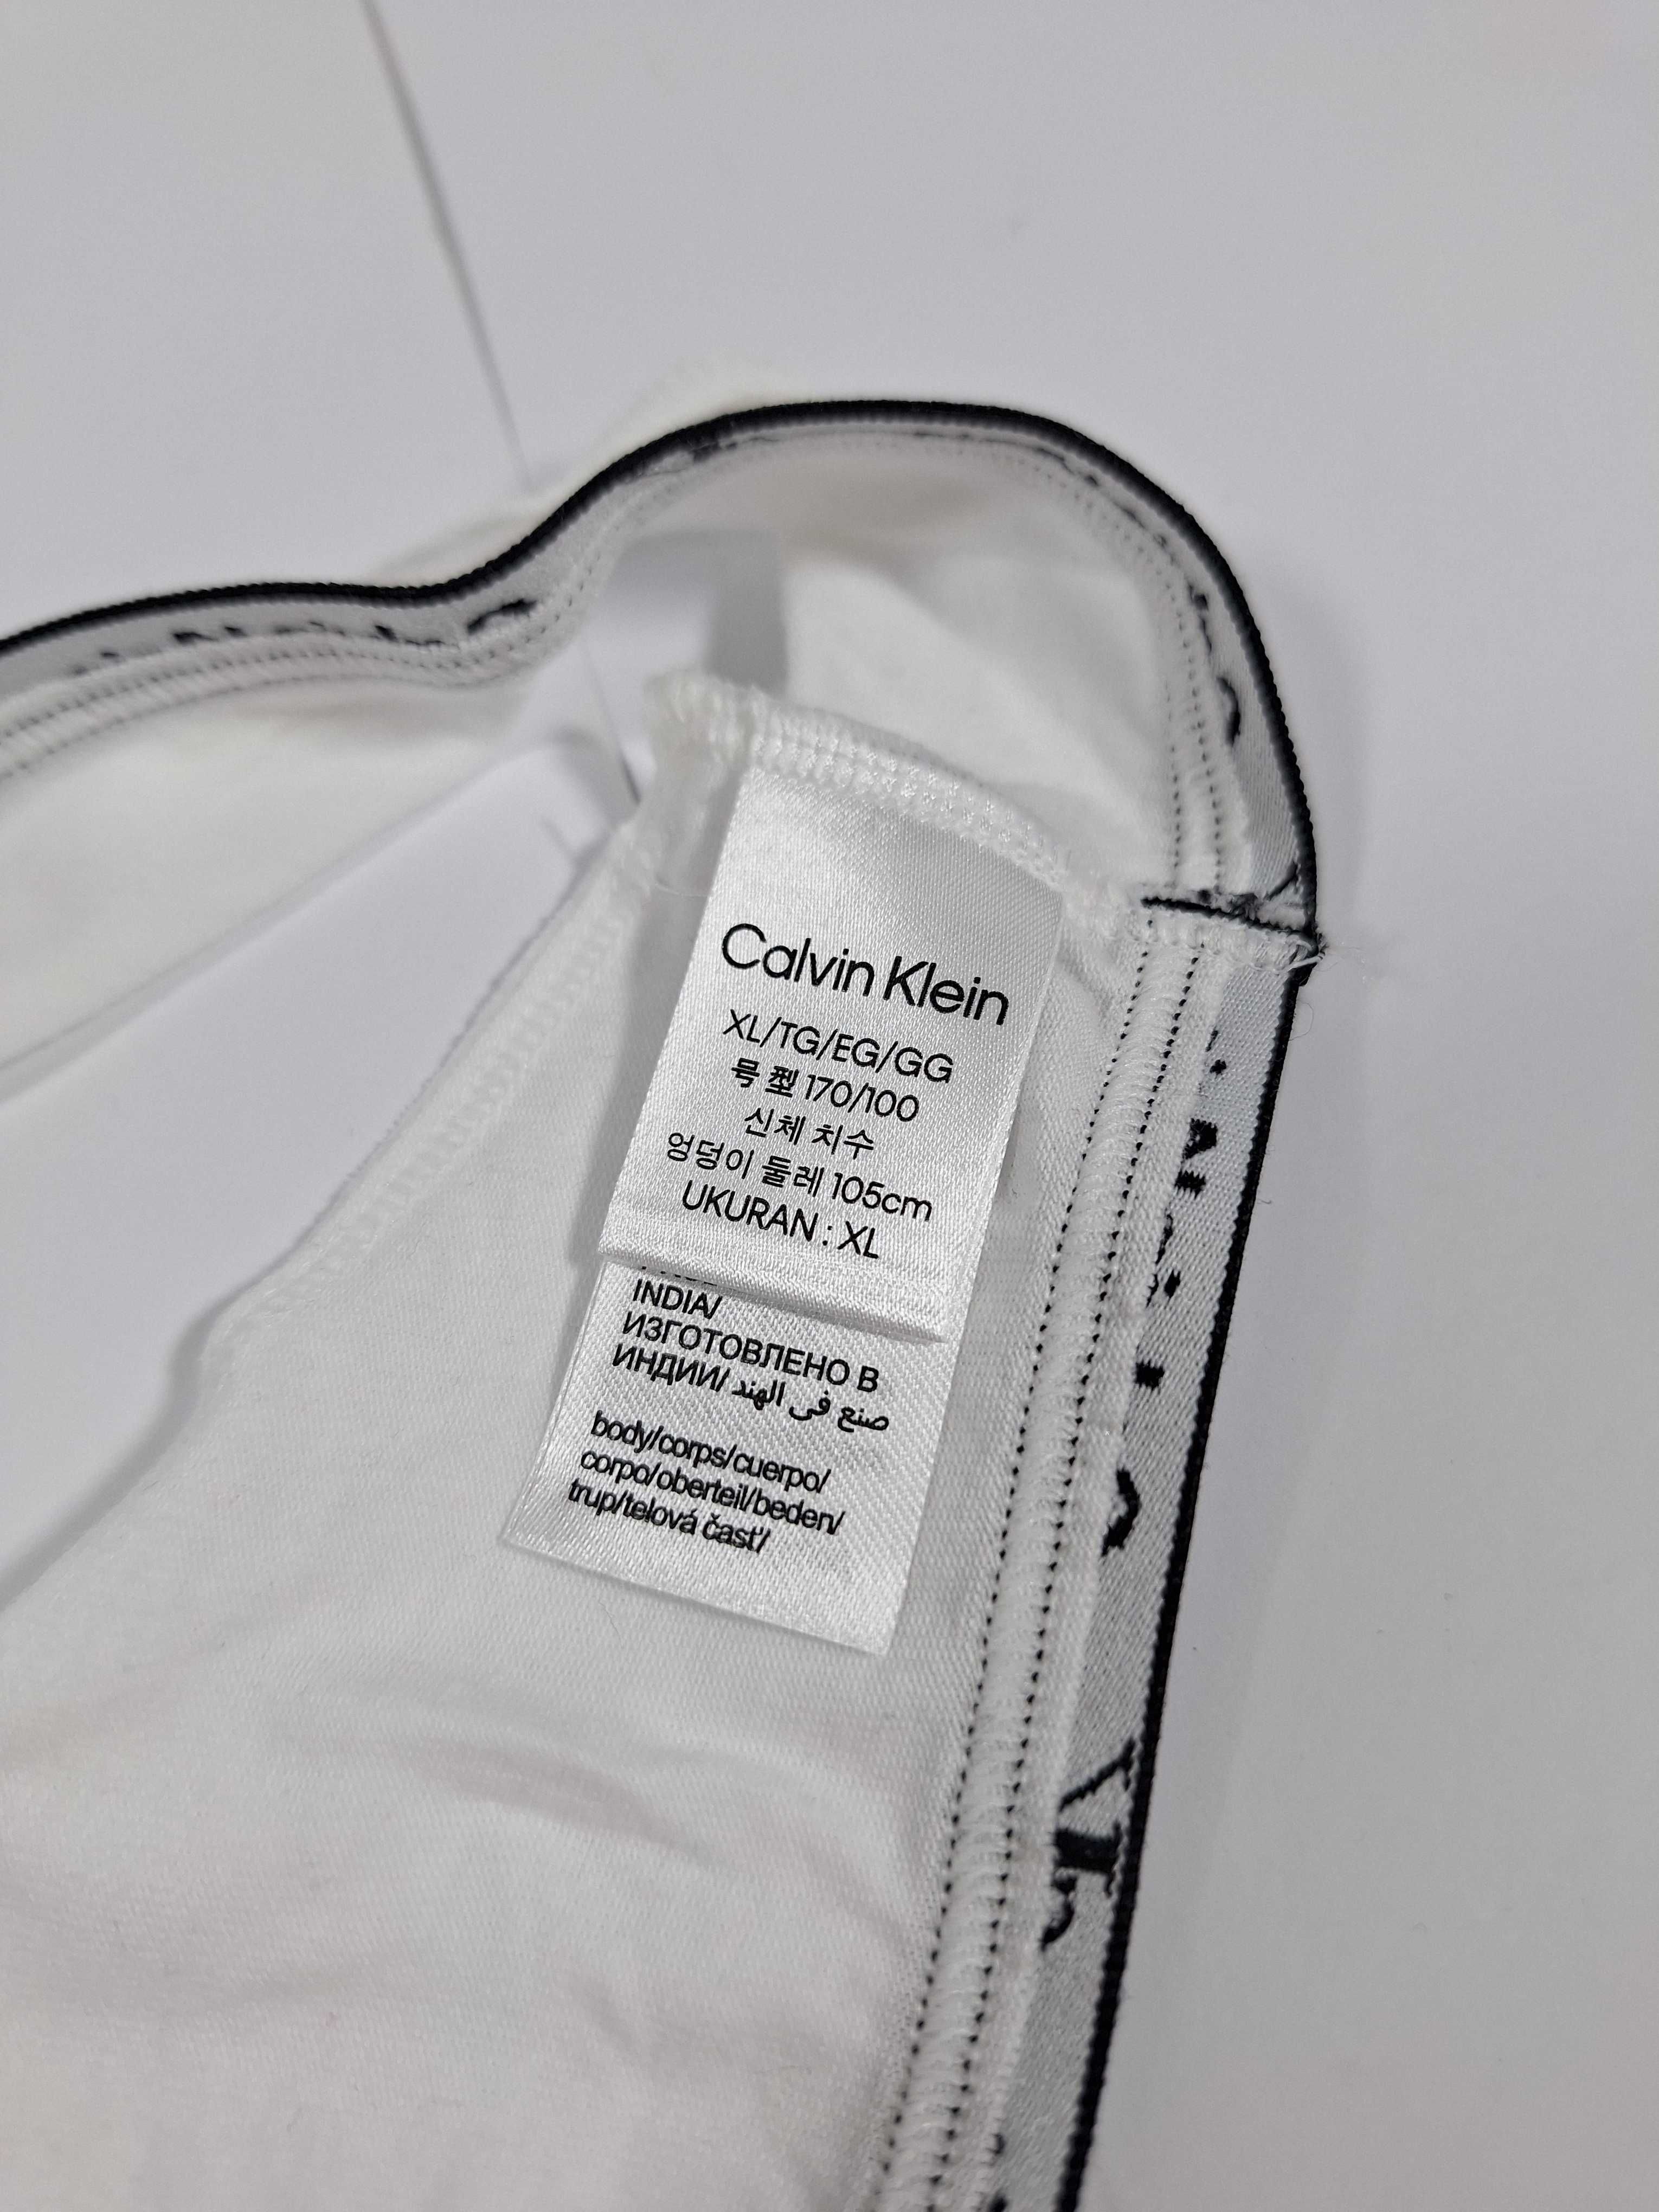 Calvin Klein
XL/TG/EG/GG
号型 170/100
신체 치수
엉덩이 둘레 105cm
UKURAN : XL
INDIA/
ИЗГОТОВЛЕНО В
ИНДИИ/ صنع في الهند
body/corps/cuerpo/
corpo/oberteil/beden/
trup/telová časť/